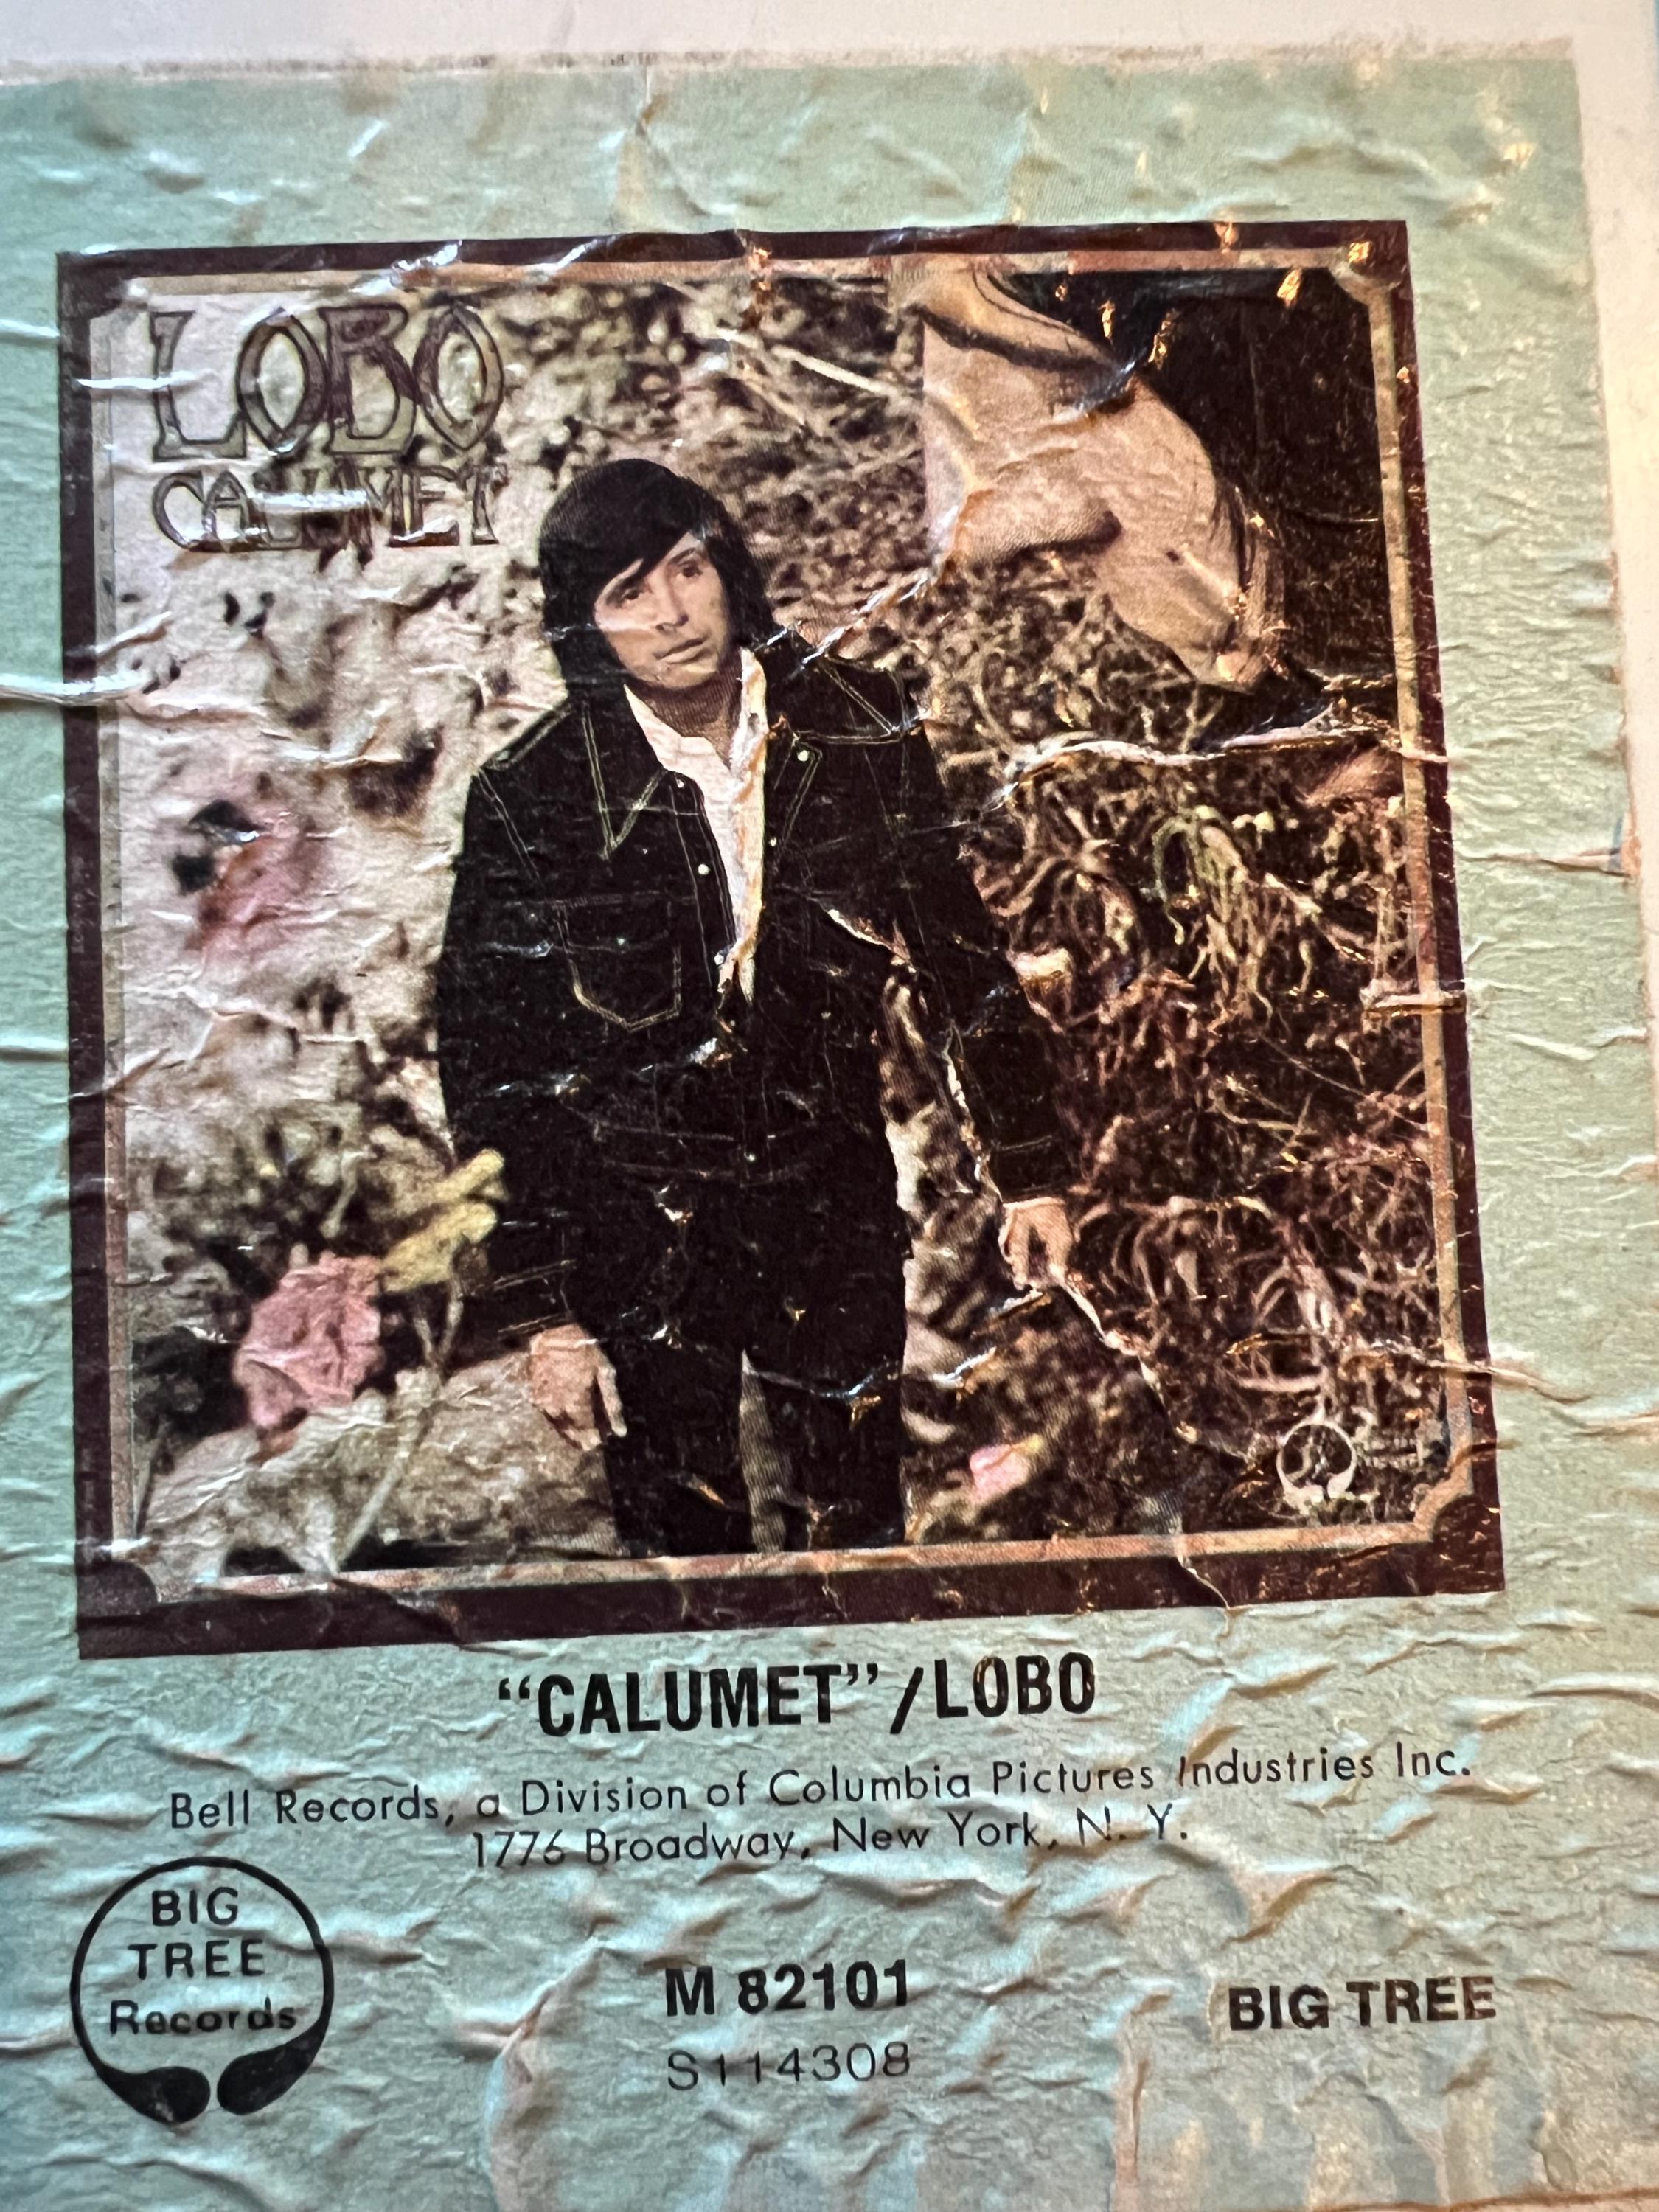 LOBO
CALUMET
“CALUMET”/LOBO
Bell Records, a Division of Columbia Pictures Industries Inc.
1776 Broadway, New York, N. Y.
BIG
TREE
Records
M 82101
S114308
BIG TREE